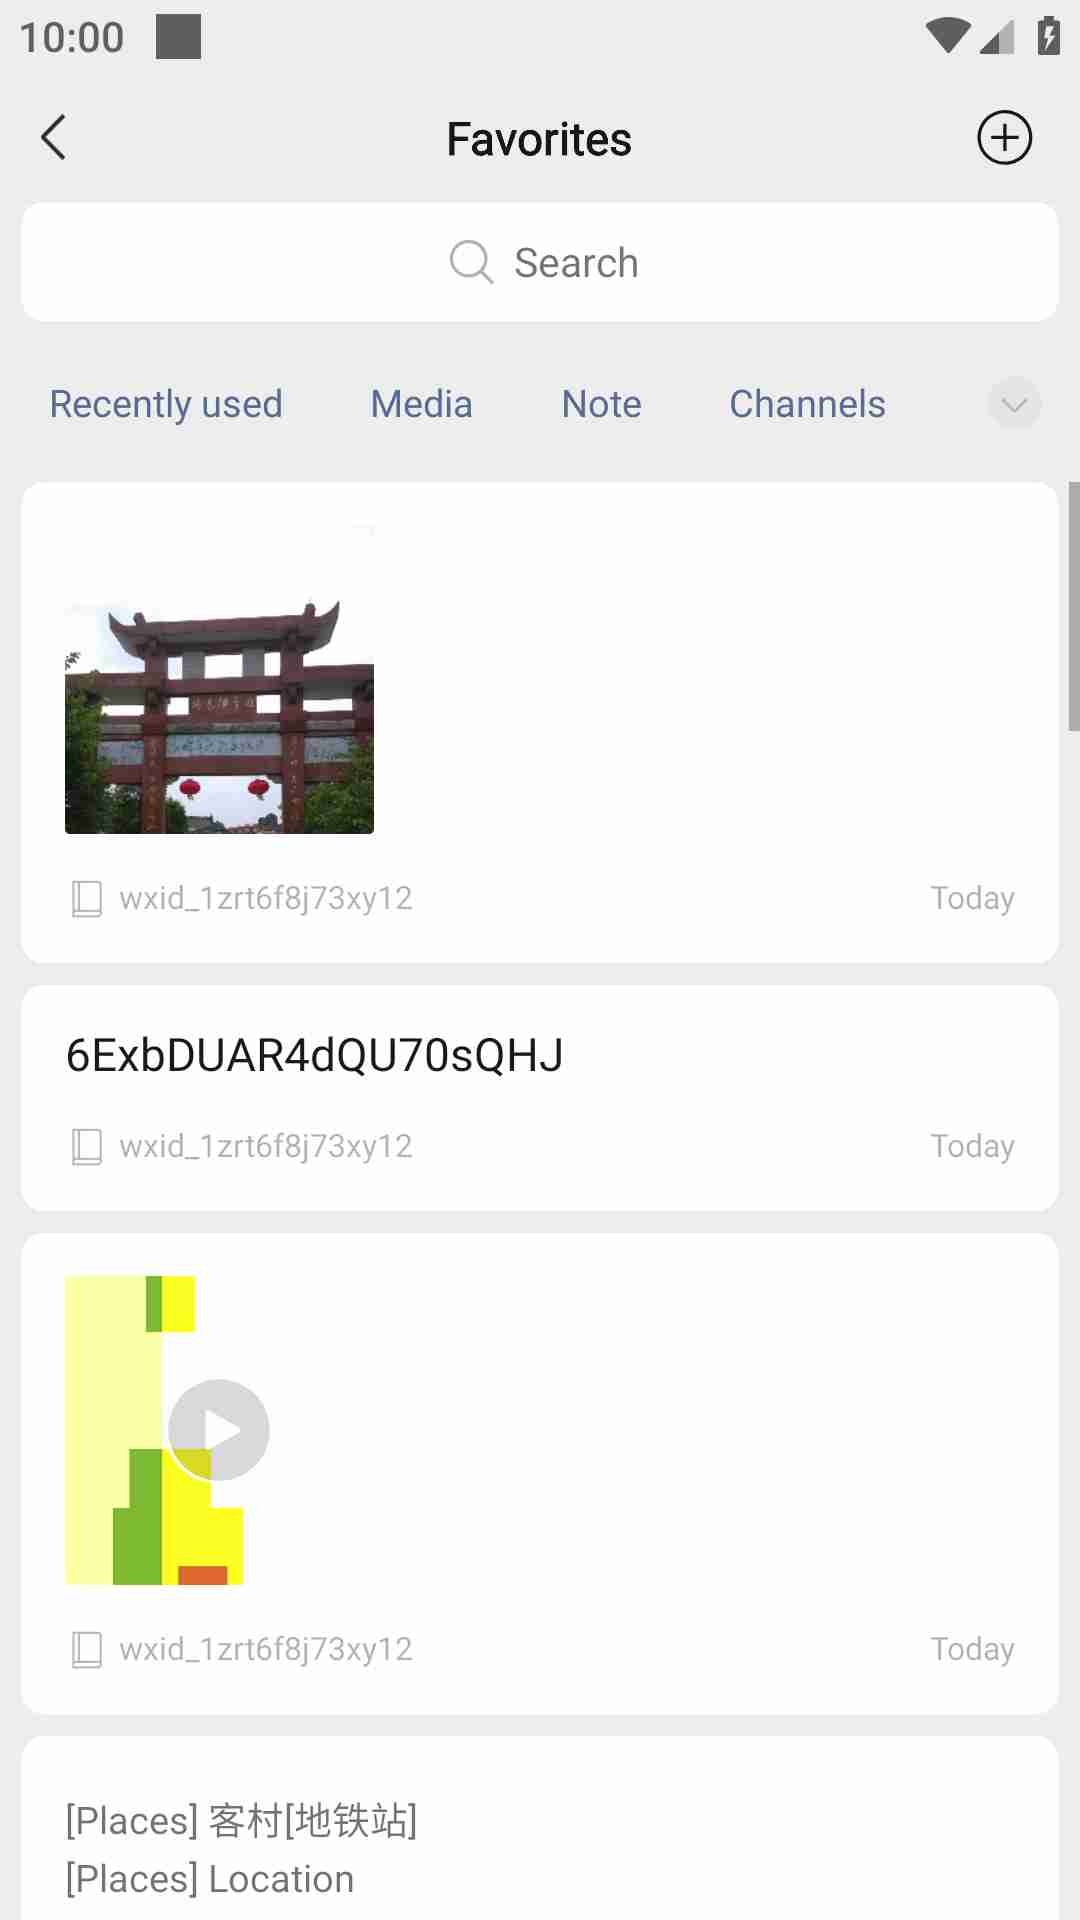 10:00
Favorites
Search
Recently used
Media
Note
Channels
wxid_1zrt6f8j73xy12
Today
6ExbDUAR4dQU70sQHJ
wxid_1zrt6f8j73xy12
Today
wxid_1zrt6f8j73xy12
Today
[Places] 客村[地铁站]
[Places] Location